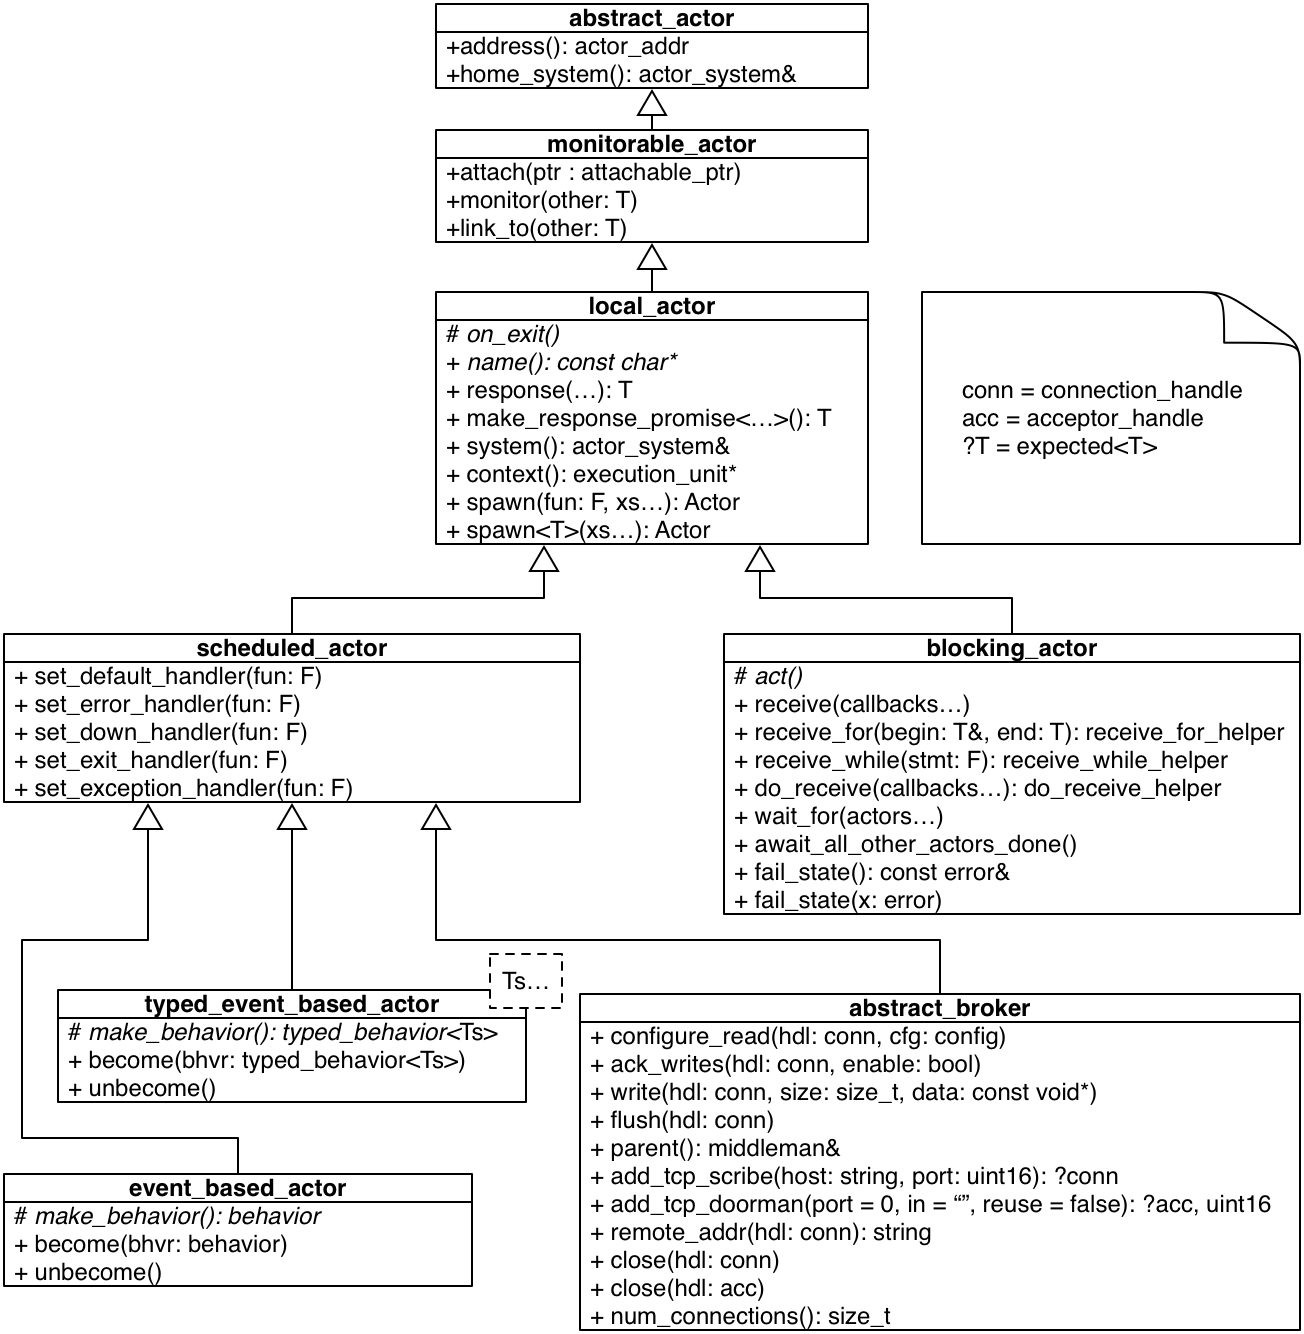 abstract_actor
+address(): actor_addr
+home_system(): actor_system&
monitorable_actor
+attach(ptr : attachable_ptr)
+monitor(other: T)
+link_to(other: T)
local_actor
# on_exit()
+ name(): const char*
+ response(…): T
+ make_response_promise<…>(): T
+ system(): actor_system&
+ context(): execution_unit*
+ spawn(fun: F, xs…): Actor
+ spawn<T>(xs…): Actor
conn = connection_handle
acc = acceptor_handle
?T = expected<T>
scheduled_actor
+ set_default_handler(fun: F)
+ set_error_handler(fun: F)
+ set_down_handler(fun: F)
+ set_exit_handler(fun: F)
+ set_exception_handler(fun: F)
blocking_actor
# act()
+ receive(callbacks…)
+ receive_for(begin: T&, end: T): receive_for_helper
+ receive_while(stmt: F): receive_while_helper
+ do_receive(callbacks…): do_receive_helper
+ wait_for(actors…)
+ await_all_other_actors_done()
+ fail_state(): const error&
+ fail_state(x: error)
Ts…
typed_event_based_actor
# make_behavior(): typed_behavior<Ts>
+ become(bhvr: typed_behavior<Ts>)
+ unbecome()
event_based_actor
# make_behavior(): behavior
+ become(bhvr: behavior)
+ unbecome()
abstract_broker
+ configure_read(hdl: conn, cfg: config)
+ ack_writes(hdl: conn, enable: bool)
+ write(hdl: conn, size: size_t, data: const void*)
+ flush(hdl: conn)
+ parent(): middleman&
+ add_tcp_scribe(host: string, port: uint16): ?conn
+ add_tcp_doorman(port = 0, in = “”, reuse = false): ?acc, uint16
+ remote_addr(hdl: conn): string
+ close(hdl: conn)
+ close(hdl: acc)
+ num_connections(): size_t